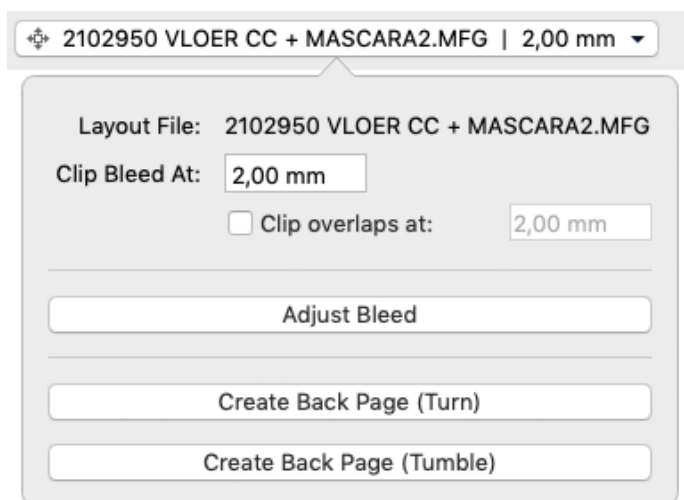 2102950 VLOER CC + MASCARA2.MFG | 2,00 mm
Layout File: 2102950 VLOER CC + MASCARA2.MFG
Clip Bleed At: 2,00 mm
Clip overlaps at: 2,00 mm
Adjust Bleed
Create Back Page (Turn)
Create Back Page (Tumble)